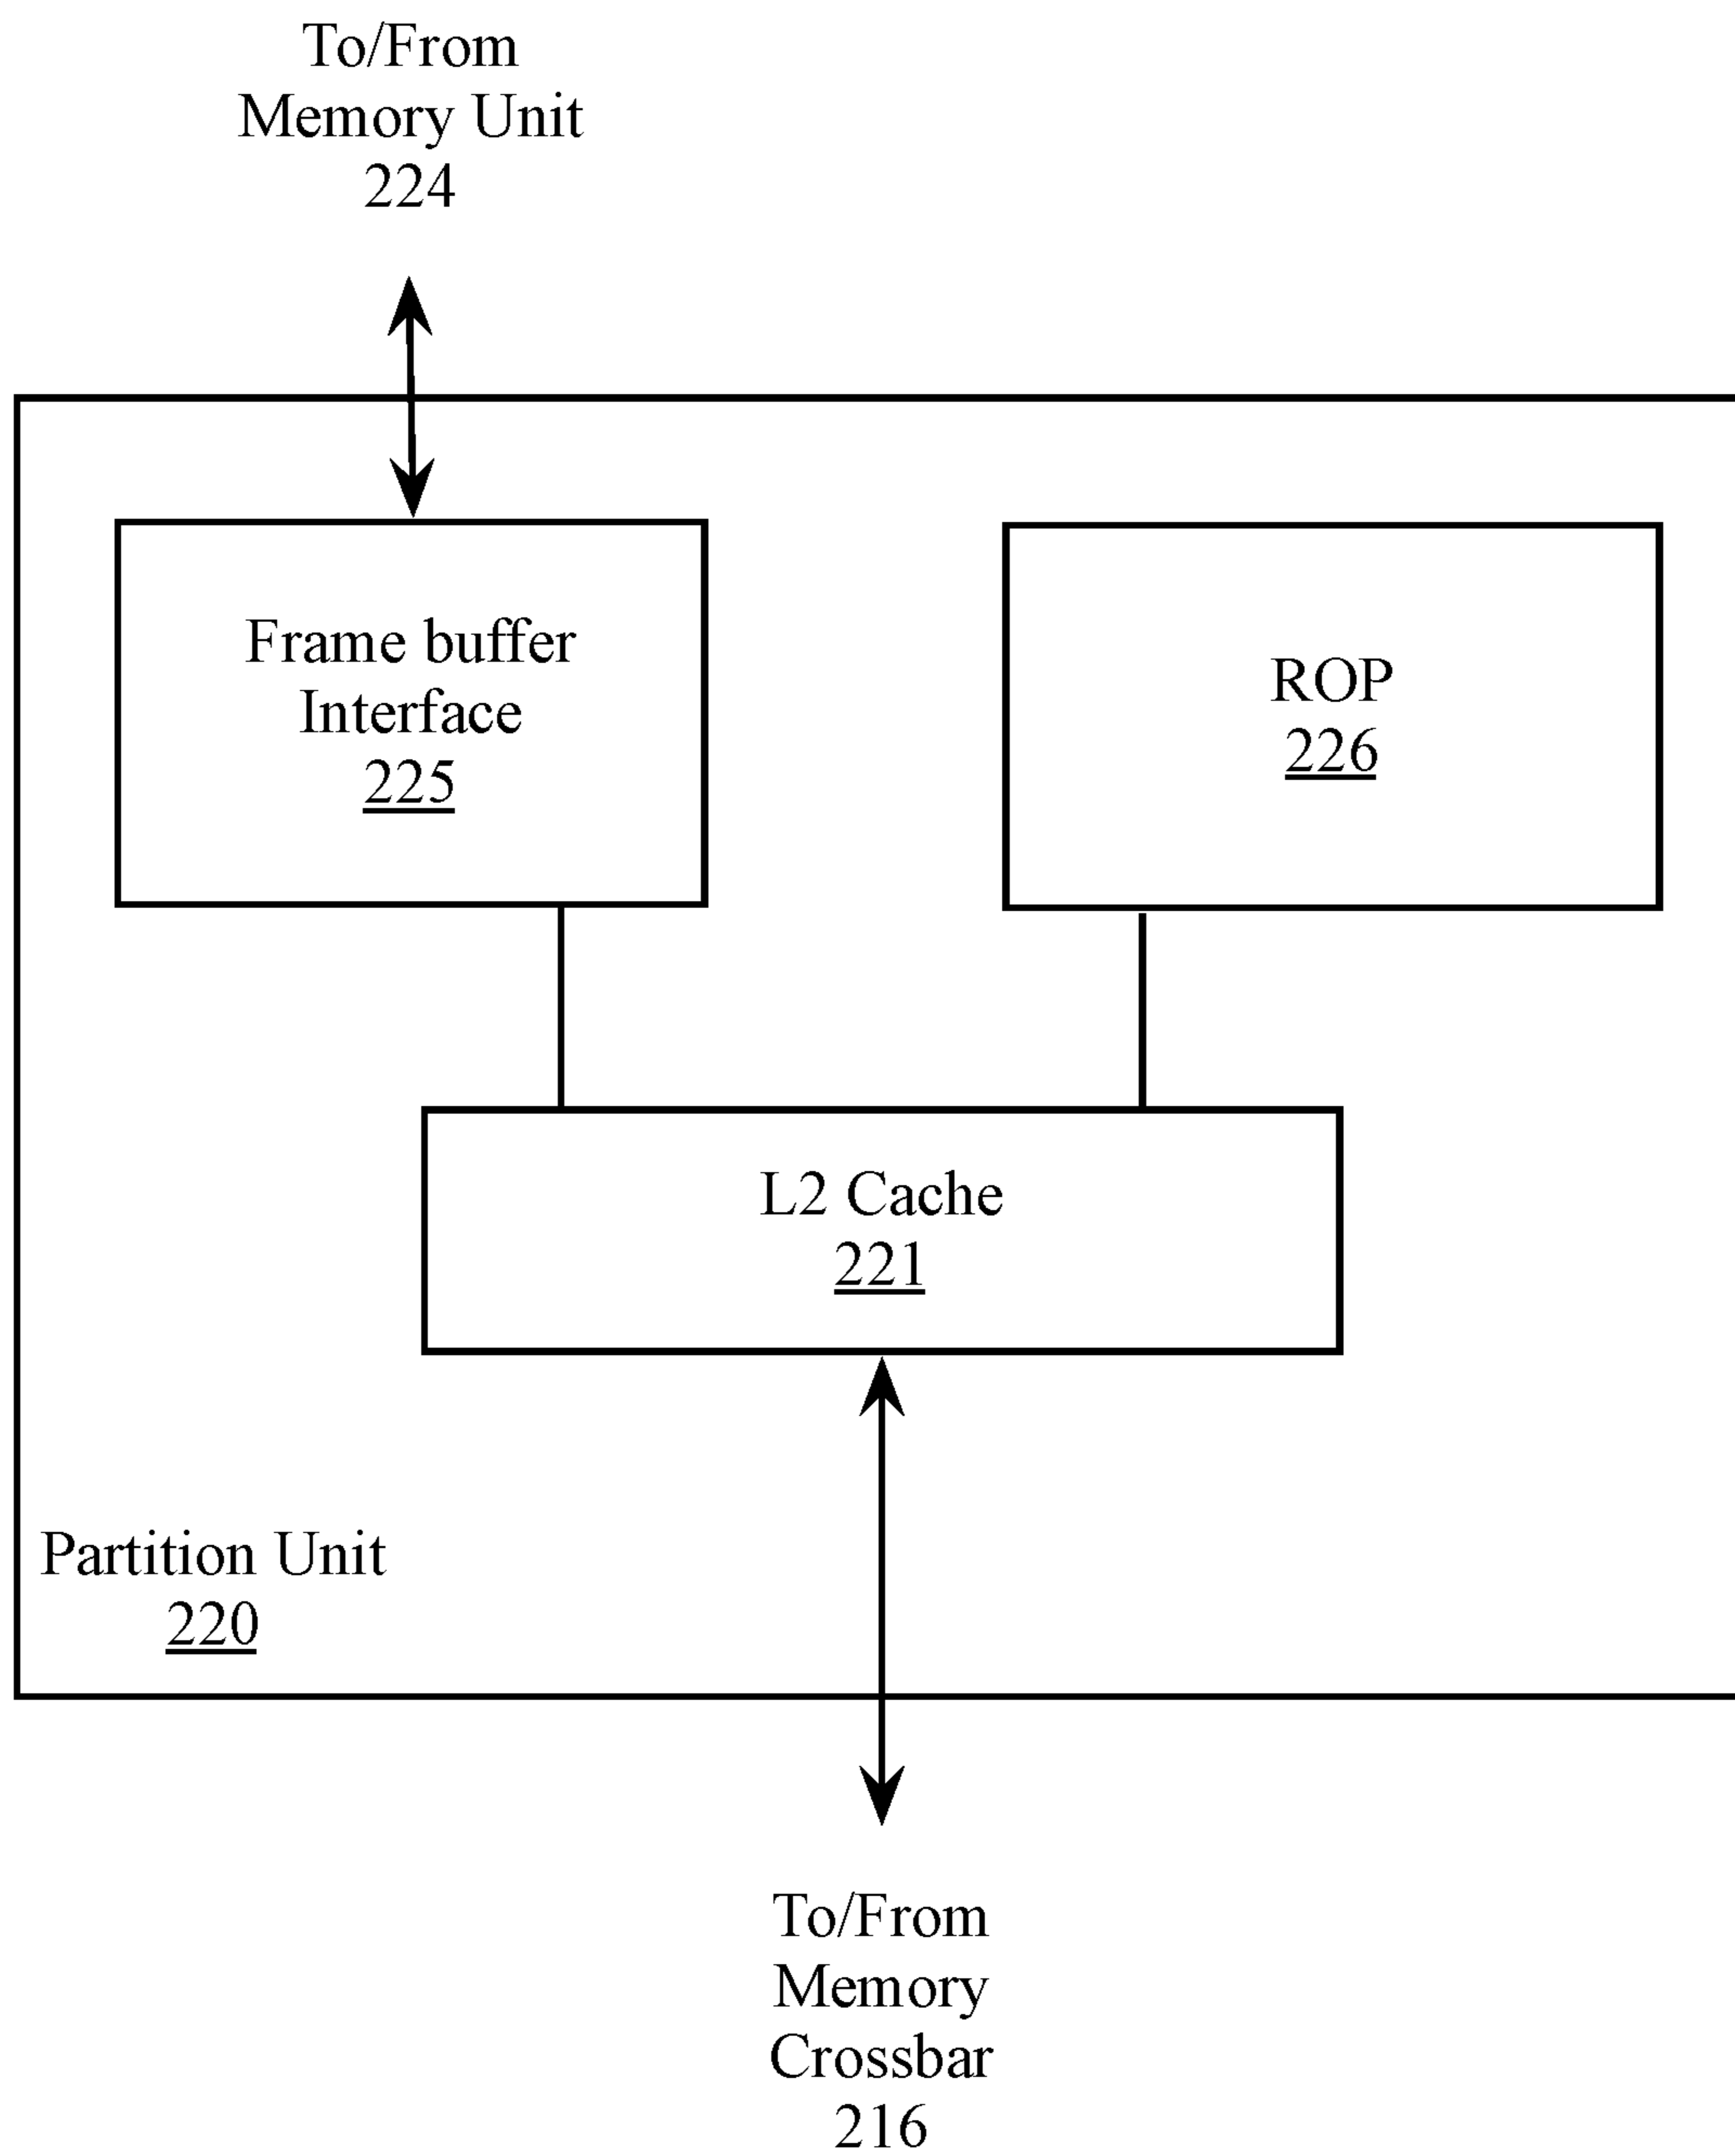 To/From
Memory Unit
224
Frame buffer
Interface
225
ROP
226
L2 Cache
221
Partition Unit
220
To/From
Memory
Crossbar
216